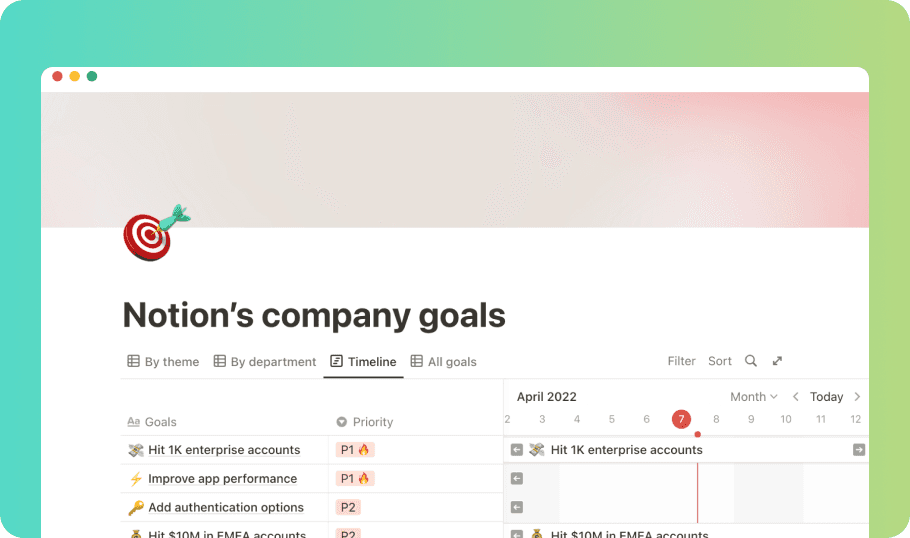 Notion's company goals
By theme By department Timeline All goals Filter Sort
April 2022 Month Today
Aa Goals Priority 2 3 4 5 6 7 8 9 10 11 12
Hit 1K enterprise accounts P1 Hit 1K enterprise accounts
Improve app performance P1
Add authentication options P2
Hit $10M in EMEA accounts P2 Hit $10M in EMEA accounts